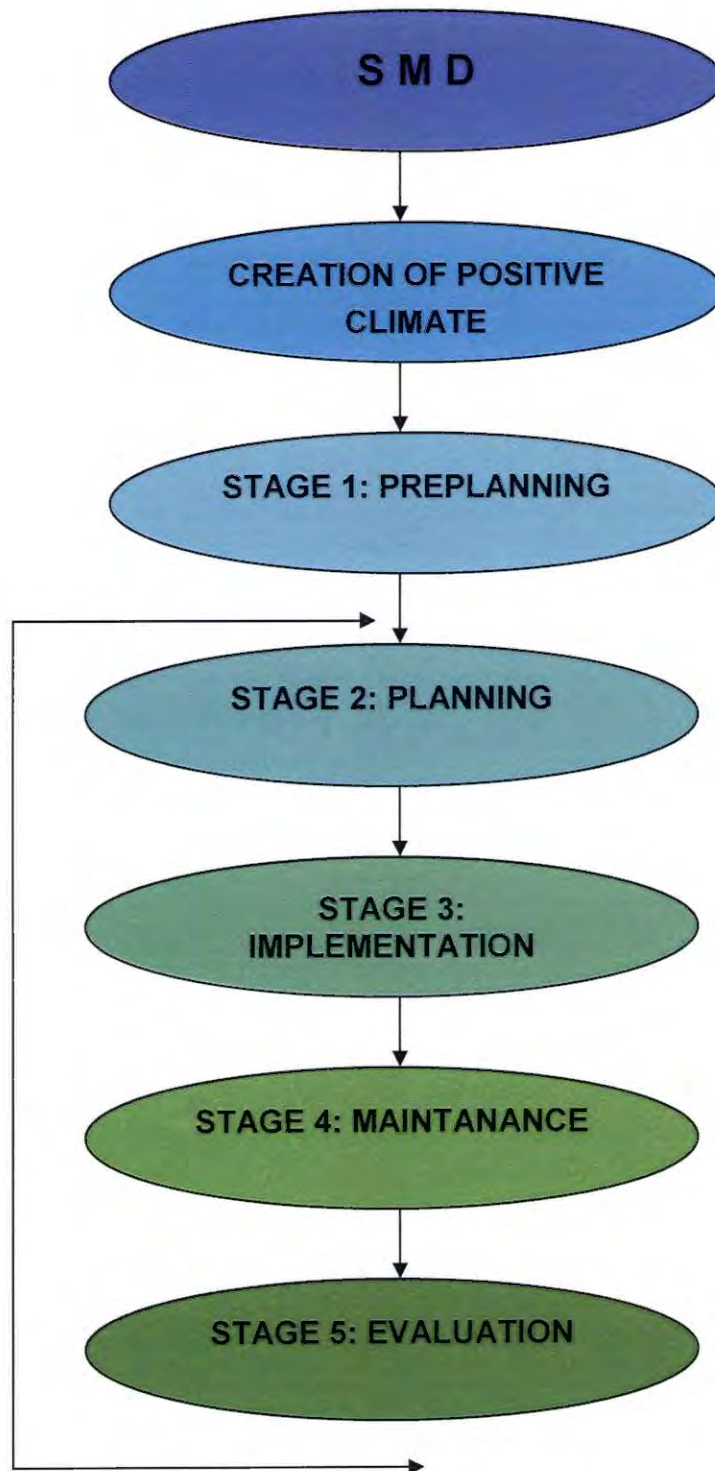 S M D
CREATION OF POSITIVE
CLIMATE
STAGE 1: PREPLANNING
STAGE 2: PLANNING
STAGE 3:
IMPLEMENTATION
STAGE 4: MAINTANANCE
STAGE 5: EVALUATION